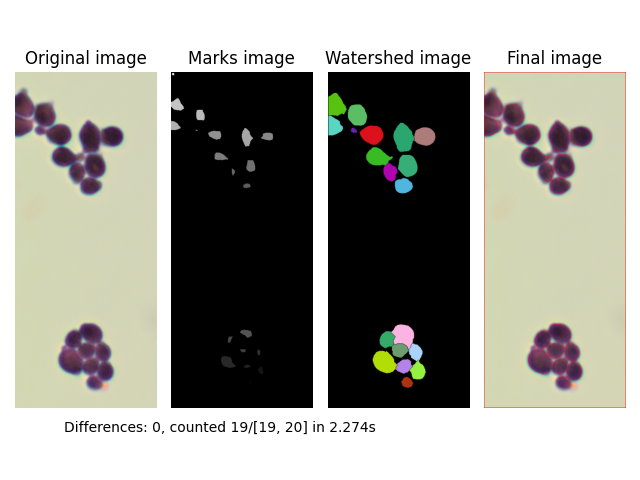 Original image
Marks image
Watershed image
Final image
Differences: 0, counted 19/[19, 20] in 2.274s